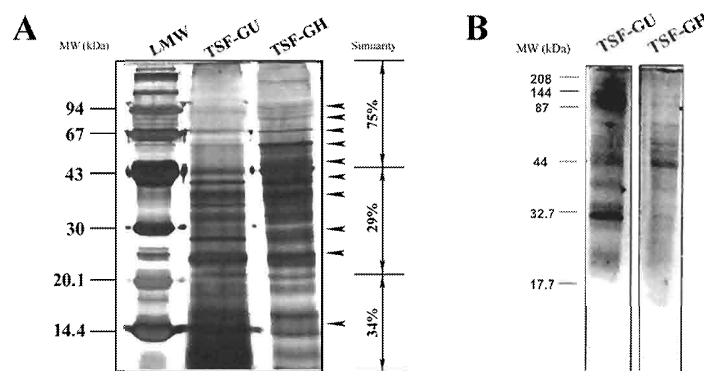 A
MW (kDa)
LMW
TSF-GU
TSF-GH
Simiarity
94
67
43
30
20.1
14.4
75%
29%
34%
B
MW (kDa)
TSF-GU
TSF-GH
208
144
87
44
32.7
17.7